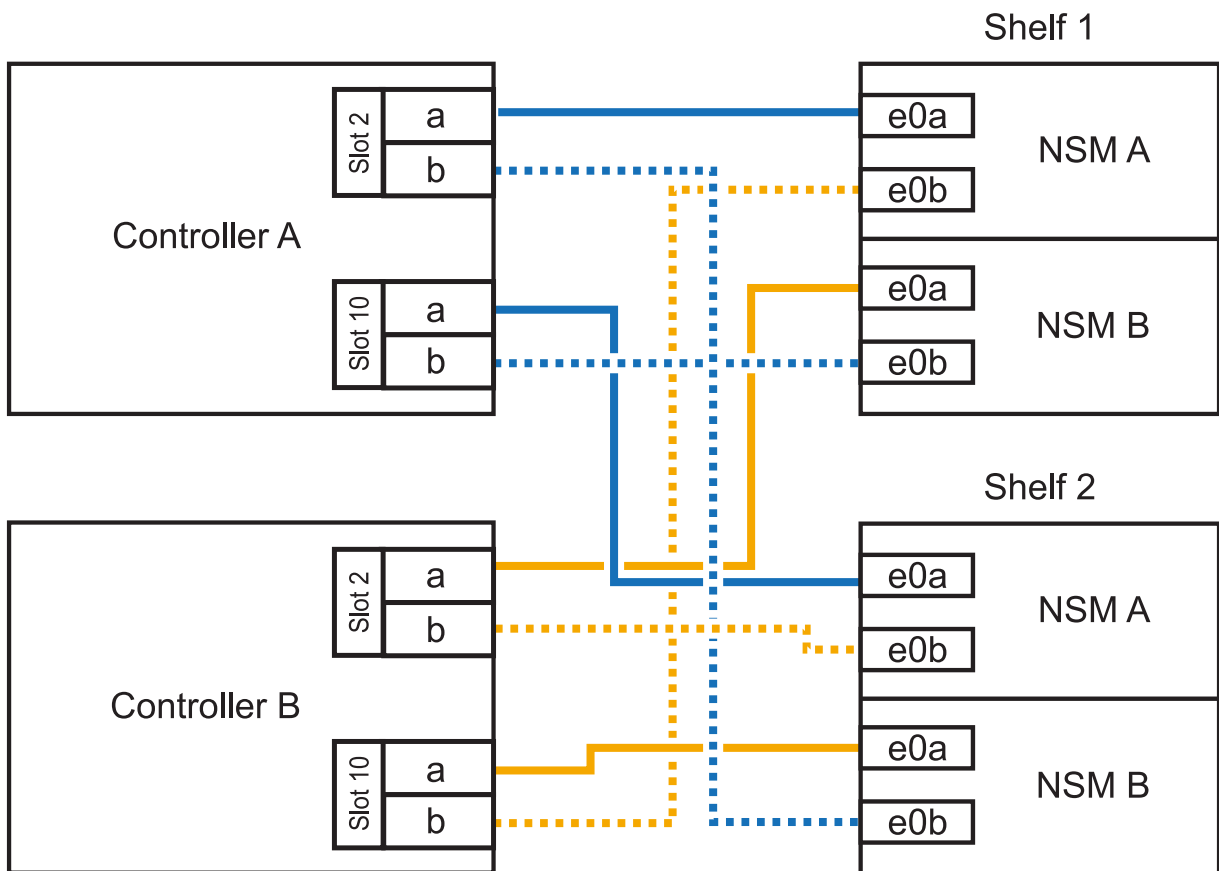 Shelf 1
Controller A
Slot 2
a
b
Slot 10
a
b
e0a
e0b
NSM A
e0a
e0b
NSM B
Shelf 2
Controller B
Slot 2
a
b
Slot 10
a
b
e0a
e0b
NSM A
e0a
e0b
NSM B